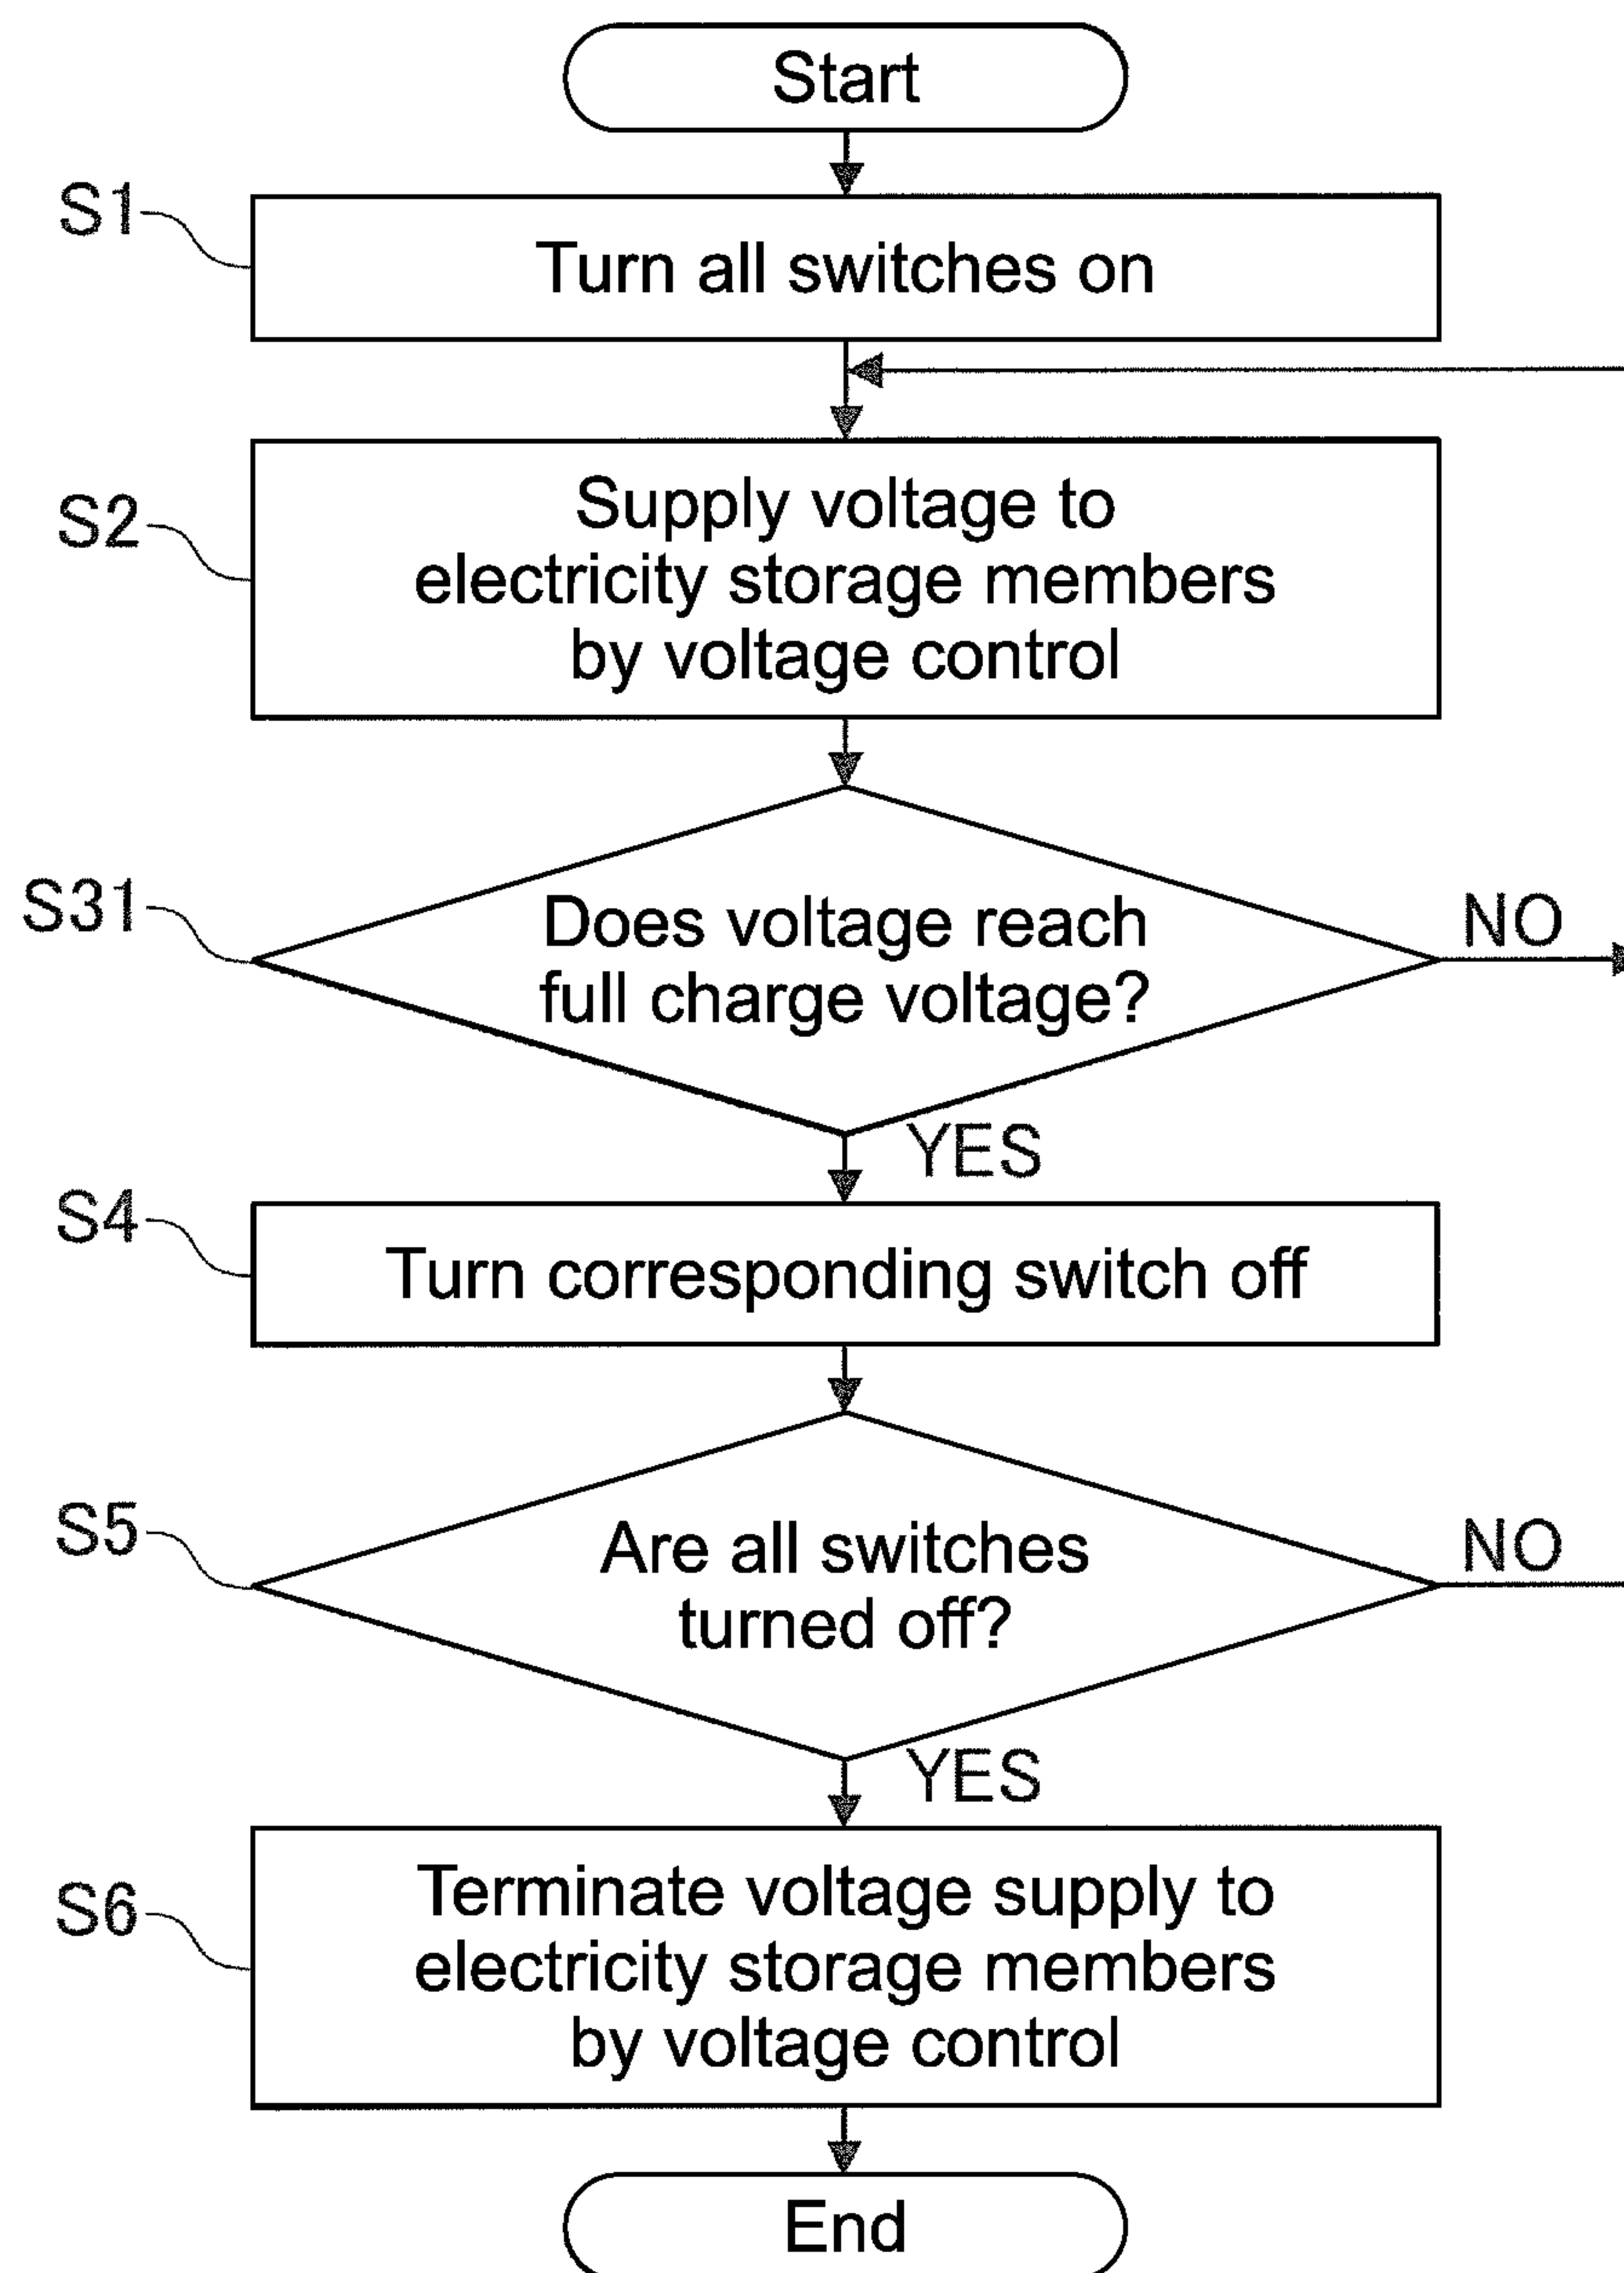 Start
S1
Turn all switches on
S2
Supply voltage to
electricity storage members
by voltage control
S31
Does voltage reach
full charge voltage?
NO
YES
S4
Turn corresponding switch off
S5
Are all switches
turned off?
NO
YES
S6
Terminate voltage supply to
electricity storage members
by voltage control
End